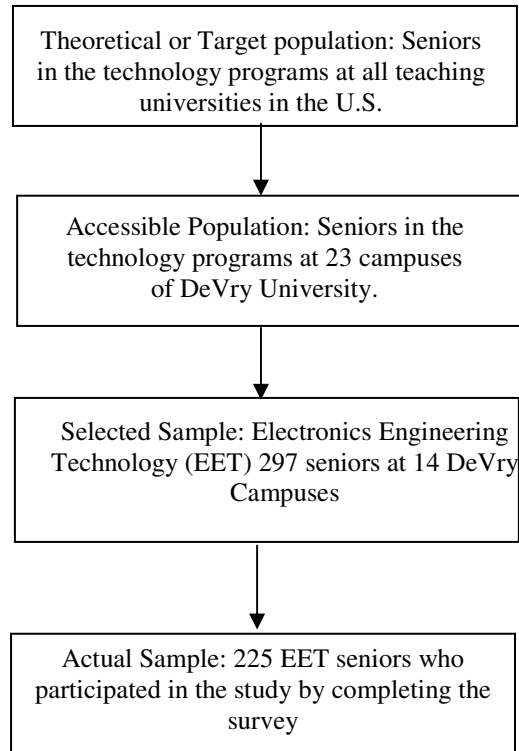 Theoretical or Target population: Seniors
in the technology programs at all teaching
universities in the U.S.
Accessible Population: Seniors in the
technology programs at 23 campuses
of DeVry University.
Selected Sample: Electronics Engineering
Technology (EET) 297 seniors at 14 DeVry
Campuses
Actual Sample: 225 EET seniors who
participated in the study by completing the
survey